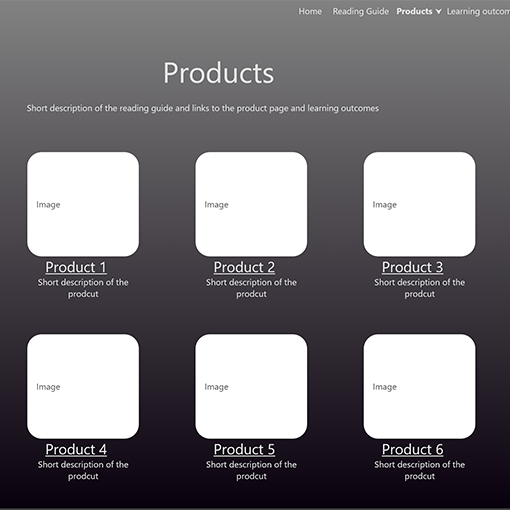 Home Reading Guide Products Learning outcom
Products
Short description of the reading guide and links to the product page and learning outcomes
Image Image Image
Product 1 Product 2 Product 3
Short description of the Short description of the Short description of the
prodcut prodcut prodcut
Image Image Image
Product 4 Product 5 Product 6
Short description of the Short description of the Short description of the
prodcut prodcut prodcut